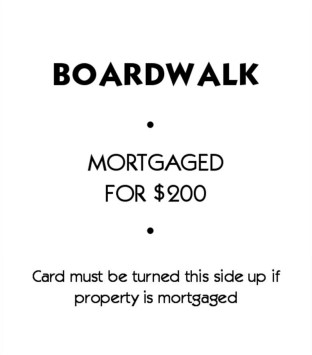 BOARDWALK
•
MORTGAGED
FOR $200
•
Card must be turned this side up if
property is mortgaged